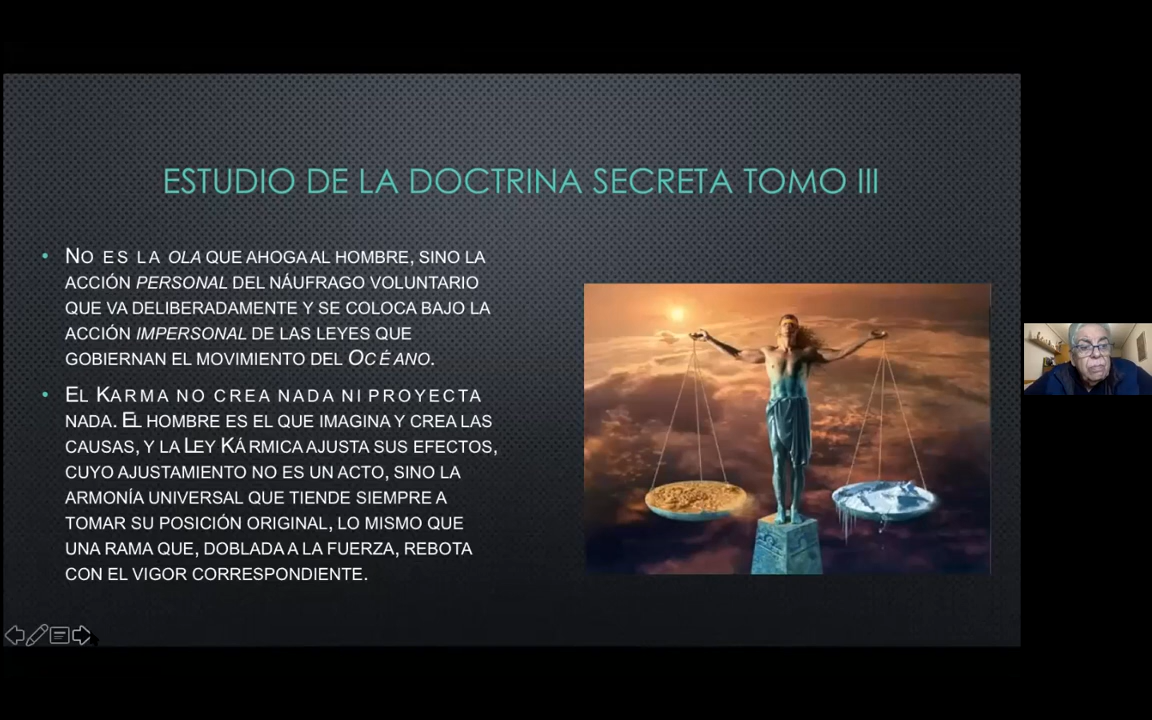 ESTUDIO DE LA DOCTRINA SECRETA TOMO III
• NO ES LA OLA QUE AHOGA AL HOMBRE, SINO LA
ACCIÓN PERSONAL DEL NÁUFRAGO VOLUNTARIO
QUE VA DELIBERADAMENTE Y SE COLOCA BAJO LA
ACCIÓN IMPERSONAL DE LAS LEYES QUE
GOBIERNAN EL MOVIMIENTO DEL OCÉANO.
• EL KARMA NO CREA NADA NI PROYECTA
NADA. EL HOMBRE ES EL QUE IMAGINA Y CREA LAS
CAUSAS, Y LA LEY KÁRMICA AJUSTA SUS EFECTOS,
CUYO AJUSTAMIENTO NO ES UN ACTO, SINO LA
ARMONÍA UNIVERSAL QUE TIENDE SIEMPRE A
TOMAR SU POSICIÓN ORIGINAL, LO MISMO QUE
UNA RAMA QUE, DOBLADA A LA FUERZA, REBOTA
CON EL VIGOR CORRESPONDIENTE.